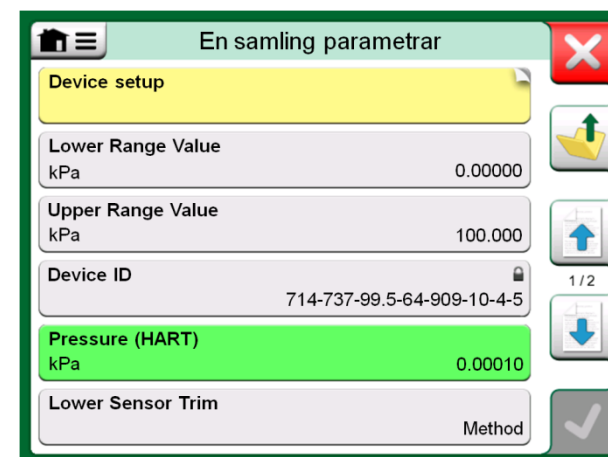 En samling parametrar
Device setup
Lower Range Value
kPa 0.00000
Upper Range Value
kPa 100.000
Device ID
714-737-99.5-64-909-10-4-5
1/2
Pressure (HART)
kPa 0.00010
Lower Sensor Trim
Method